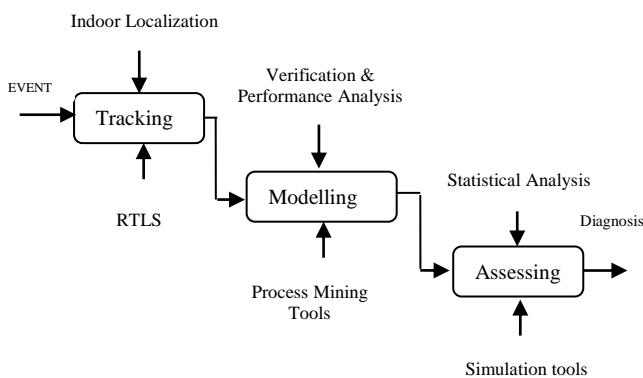 Indoor Localization
EVENT
Tracking
RTLS
Verification &
Performance Analysis
Modelling
Process Mining
Tools
Statistical Analysis
Diagnosis
Assessing
Simulation tools